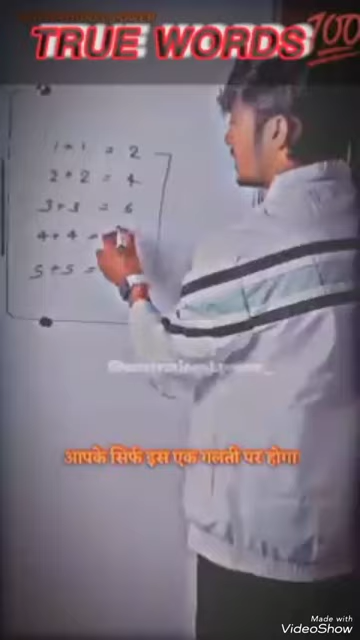 TRUE WORDS 100
1 + 1 = 2
2 + 2 = 4
3 + 3 = 6
4 + 4 =
5 + 5 =
आपके सिर्फ इस एक गलती पर होगा
Made with
VideoShow